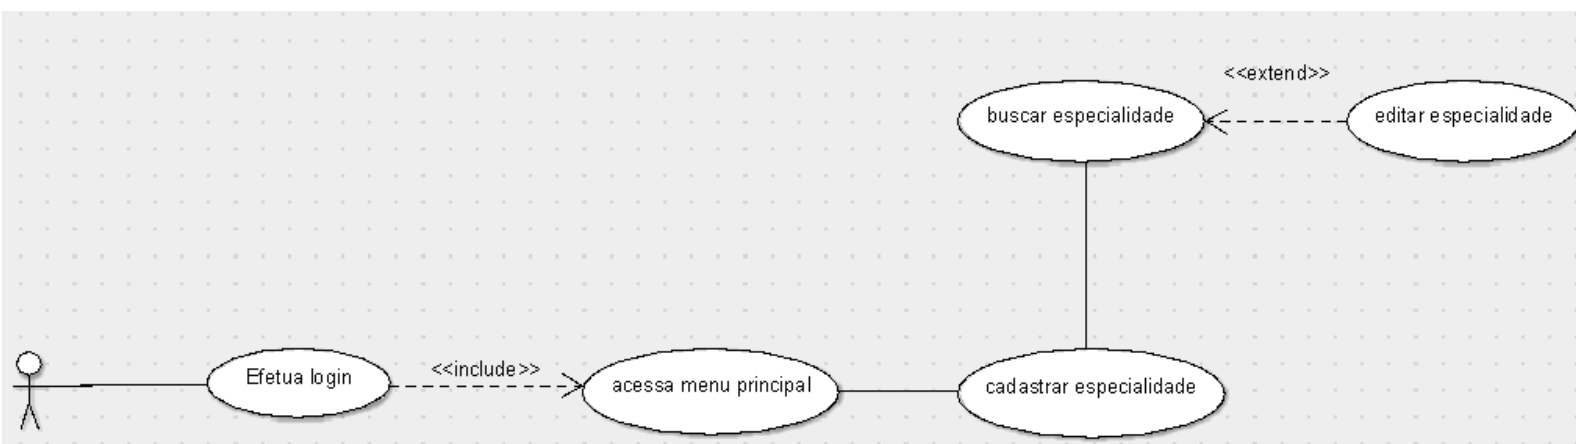 <<extend>>
buscar especialidade
editar especialidade
Efetua login
<<include>>
acessa menu principal
cadastrar especialidade